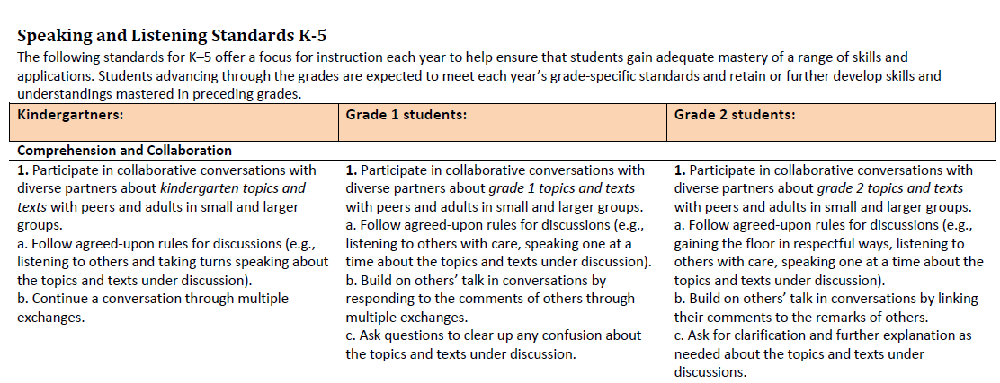 Speaking and Listening Standards K-5
The following standards for K–5 offer a focus for instruction each year to help ensure that students gain adequate mastery of a range of skills and
applications. Students advancing through the grades are expected to meet each year’s grade-specific standards and retain or further develop skills and
understandings mastered in preceding grades.
Kindergartners:
Grade 1 students:
Grade 2 students:
Comprehension and Collaboration
1. Participate in collaborative conversations with
diverse partners about kindergarten topics and
texts with peers and adults in small and larger
groups.
a. Follow agreed-upon rules for discussions (e.g.,
listening to others and taking turns speaking about
the topics and texts under discussion).
b. Continue a conversation through multiple
exchanges.
1. Participate in collaborative conversations with
diverse partners about grade 1 topics and texts
with peers and adults in small and larger groups.
a. Follow agreed-upon rules for discussions (e.g.,
listening to others with care, speaking one at a
time about the topics and texts under discussion).
b. Build on others’ talk in conversations by
responding to the comments of others through
multiple exchanges.
c. Ask questions to clear up any confusion about
the topics and texts under discussion.
1. Participate in collaborative conversations with
diverse partners about grade 2 topics and texts
with peers and adults in small and larger groups.
a. Follow agreed-upon rules for discussions (e.g.,
gaining the floor in respectful ways, listening to
others with care, speaking one at a time about the
topics and texts under discussion).
b. Build on others’ talk in conversations by linking
their comments to the remarks of others.
c. Ask for clarification and further explanation as
needed about the topics and texts under
discussions.